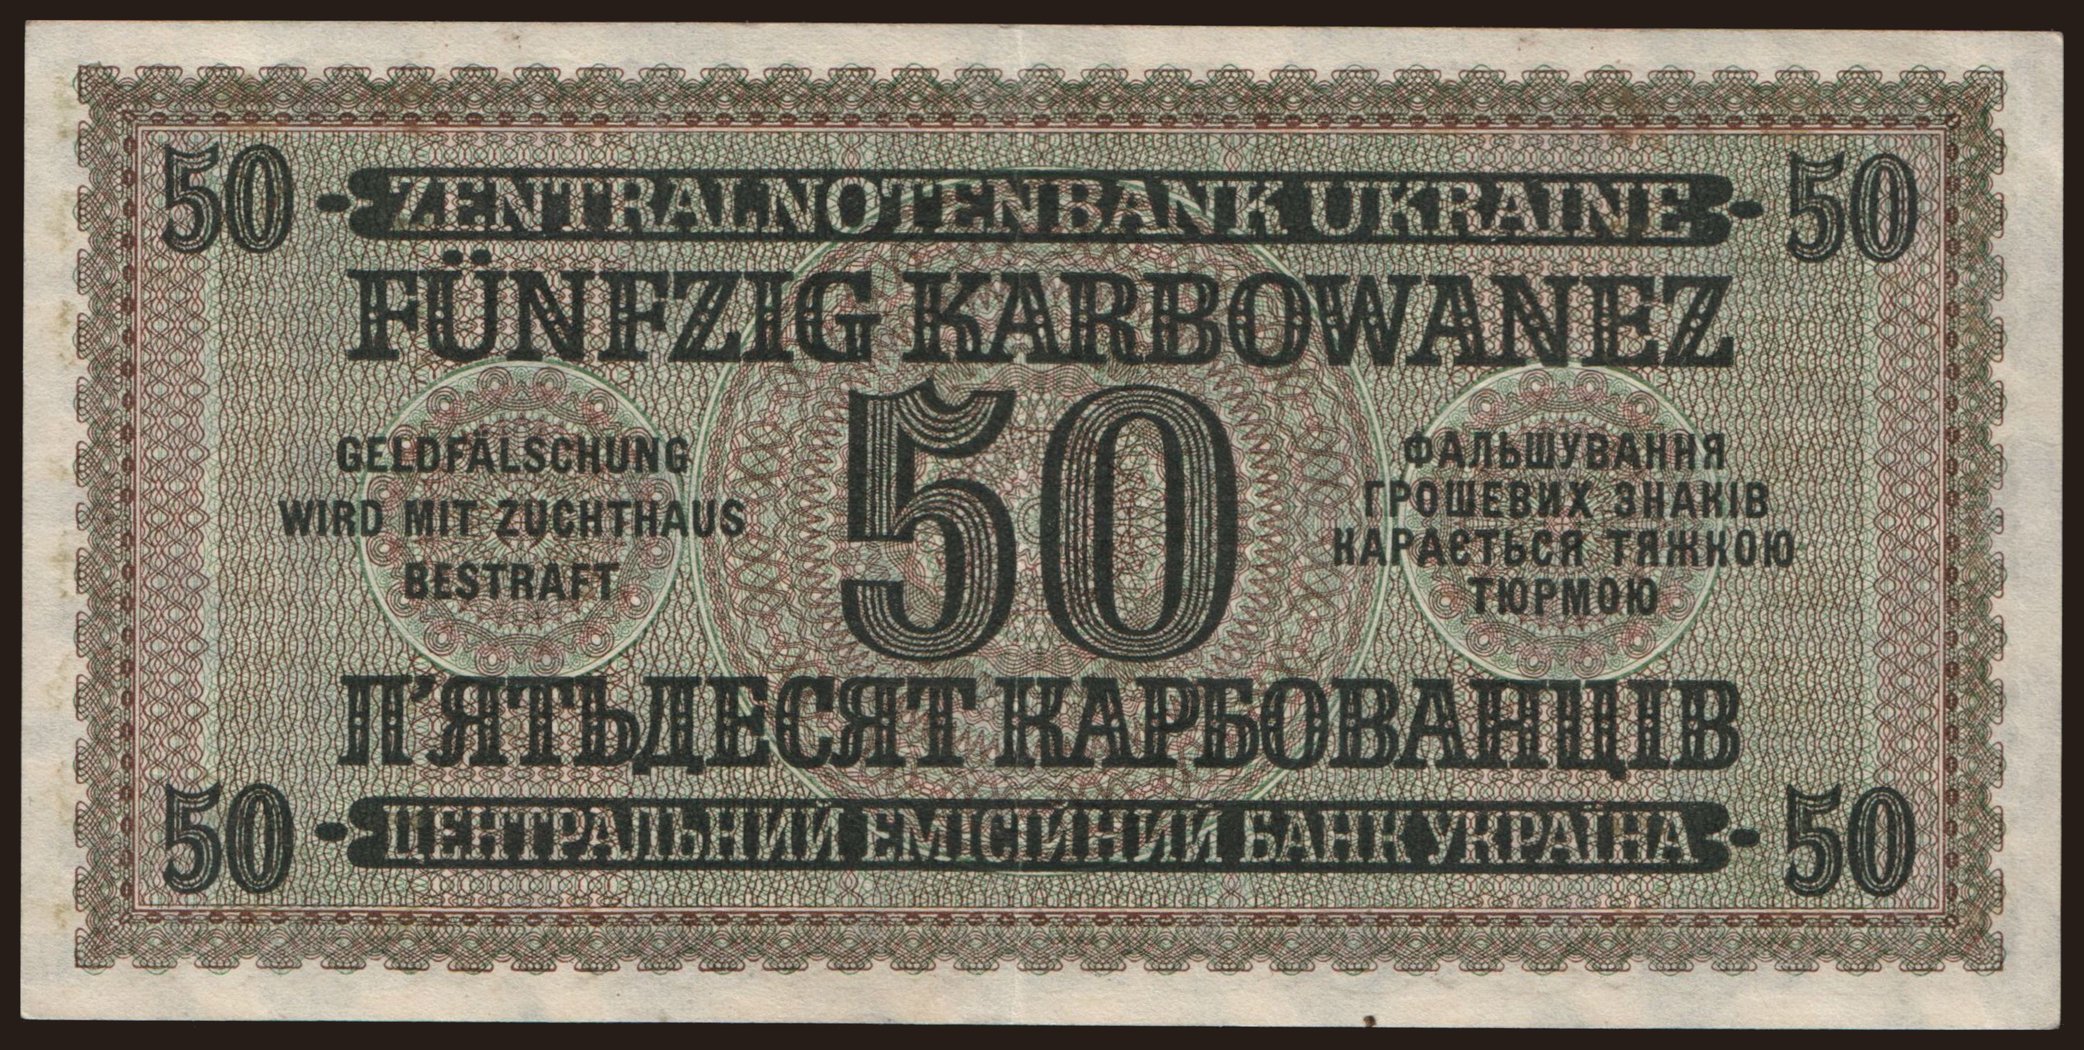 50 ZENTRALNOTENBANK UKRAINE 50
FÜNFZIG KARBOWANEZ
GELDFÄLSCHUNG
WIRD MIT ZUCHTHAUS
BESTRAFT
50
ФАЛЬШУВАННЯ
ГРОШЕВИХ ЗНАКІВ
КАРАЄТЬСЯ ТЯЖКОЮ
ТЮРМОЮ
П'ЯТЬДЕСЯТ КАРБОВАНЦІВ
50 ЦЕНТРАЛЬНИЙ ЕМІСІЙНИЙ БАНК УКРАЇНА 50